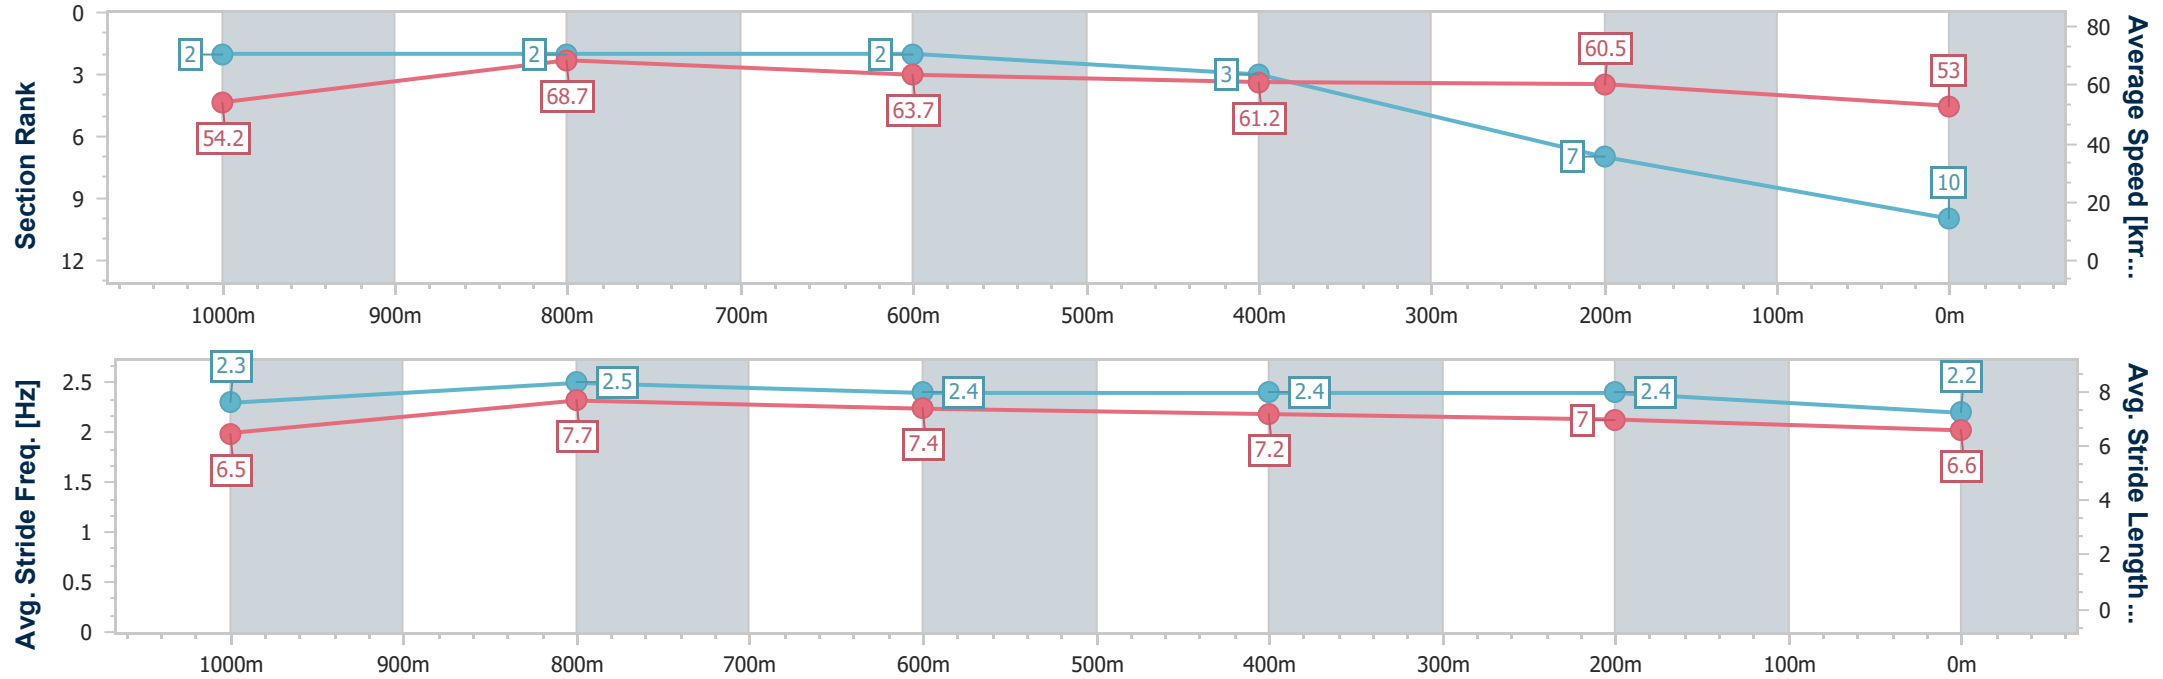 Section Rank
0
3
6
9
12
2
2
2
3
7
10
54.2
68.7
63.7
61.2
60.5
53
80
60
40
20
0
Average Speed [km...
1000m
900m
800m
700m
600m
500m
400m
300m
200m
100m
0m
Avg. Stride Freq. [Hz]
2.5
2
1.5
1
0.5
0
2.3
2.5
2.4
2.4
2.4
2.2
6.5
7.7
7.4
7.2
7
6.6
8
6
4
2
0
Avg. Stride Length...
1000m
900m
800m
700m
600m
500m
400m
300m
200m
100m
0m